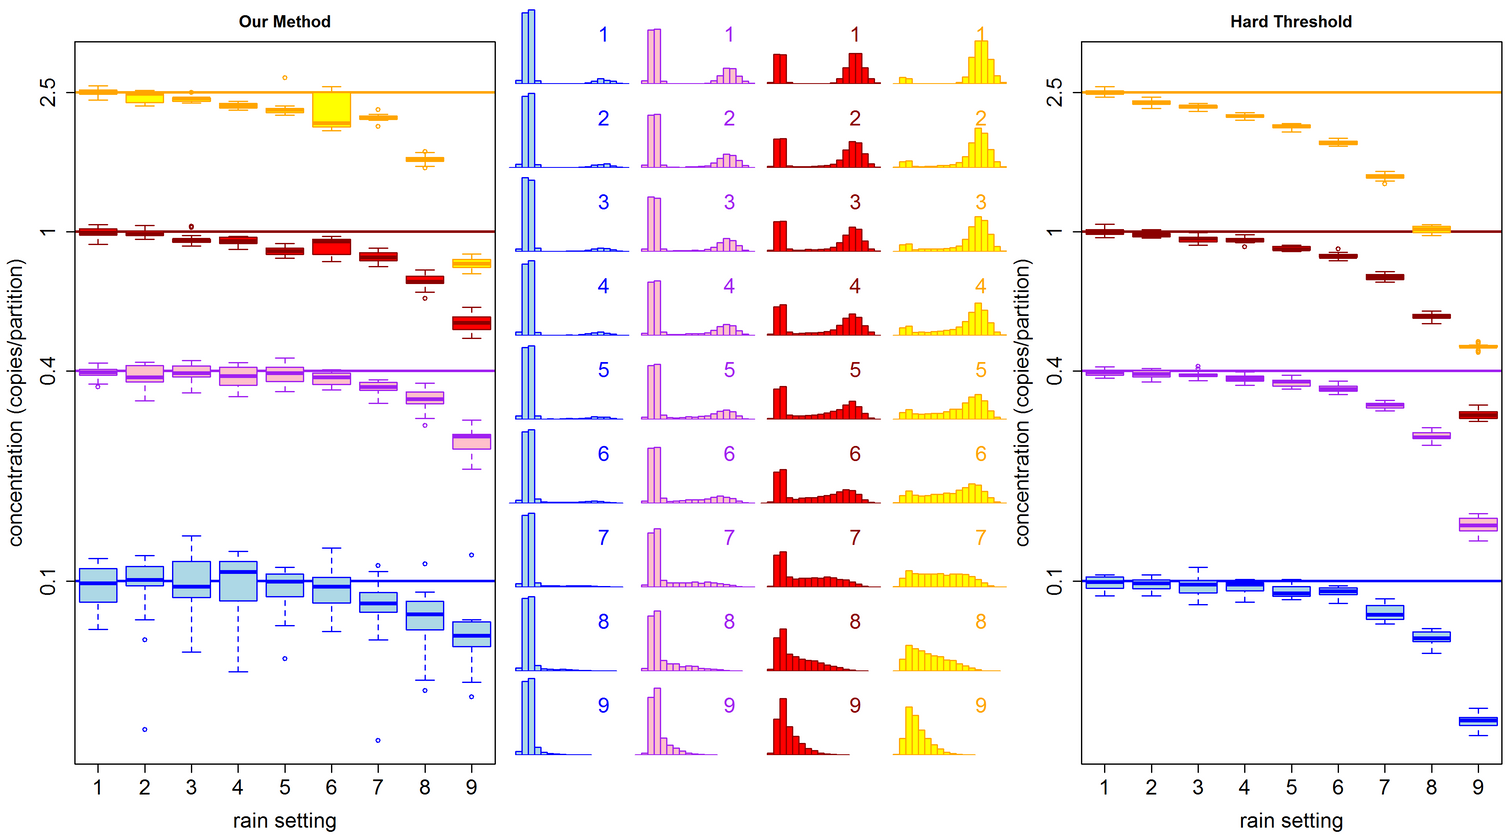 Our Method
Hard Threshold
concentration (copies/partition)
2.5
1
0.4
0.1
1 2 3 4 5 6 7 8 9
rain setting
1 1 1 1
2 2 2 2
3 3 3 3
4 4 4 4
5 5 5 5
6 6 6 6
7 7 7 7
8 8 8 8
9 9 9 9
concentration (copies/partition)
2.5
1
0.4
0.1
1 2 3 4 5 6 7 8 9
rain setting